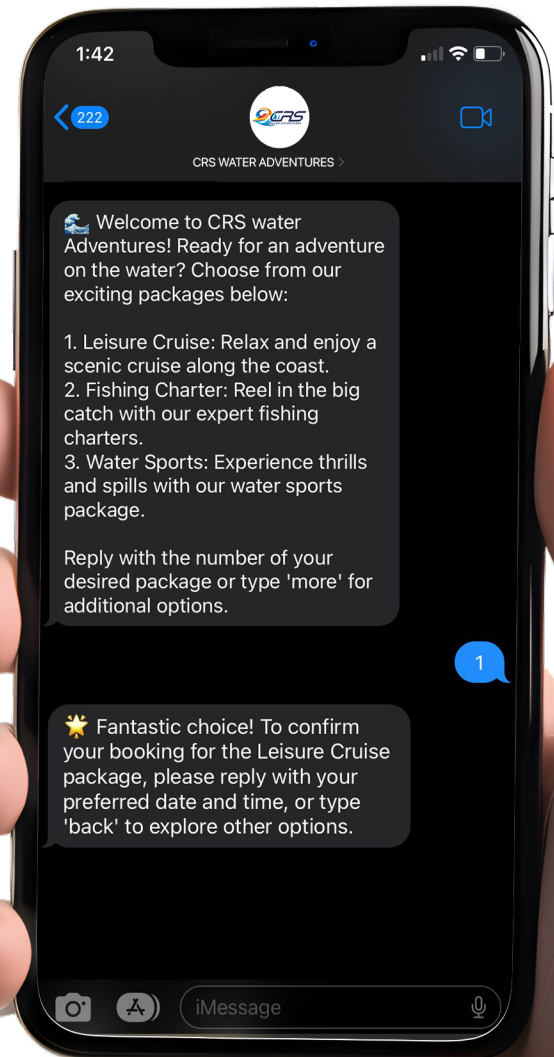 1:42
222
CRS
CRS WATER ADVENTURES
🌊 Welcome to CRS water
Adventures! Ready for an adventure
on the water? Choose from our
exciting packages below:
1. Leisure Cruise: Relax and enjoy a
scenic cruise along the coast.
2. Fishing Charter: Reel in the big
catch with our expert fishing
charters.
3. Water Sports: Experience thrills
and spills with our water sports
package.
Reply with the number of your
desired package or type 'more' for
additional options.
1
🌟 Fantastic choice! To confirm
your booking for the Leisure Cruise
package, please reply with your
preferred date and time, or type
'back' to explore other options.
iMessage